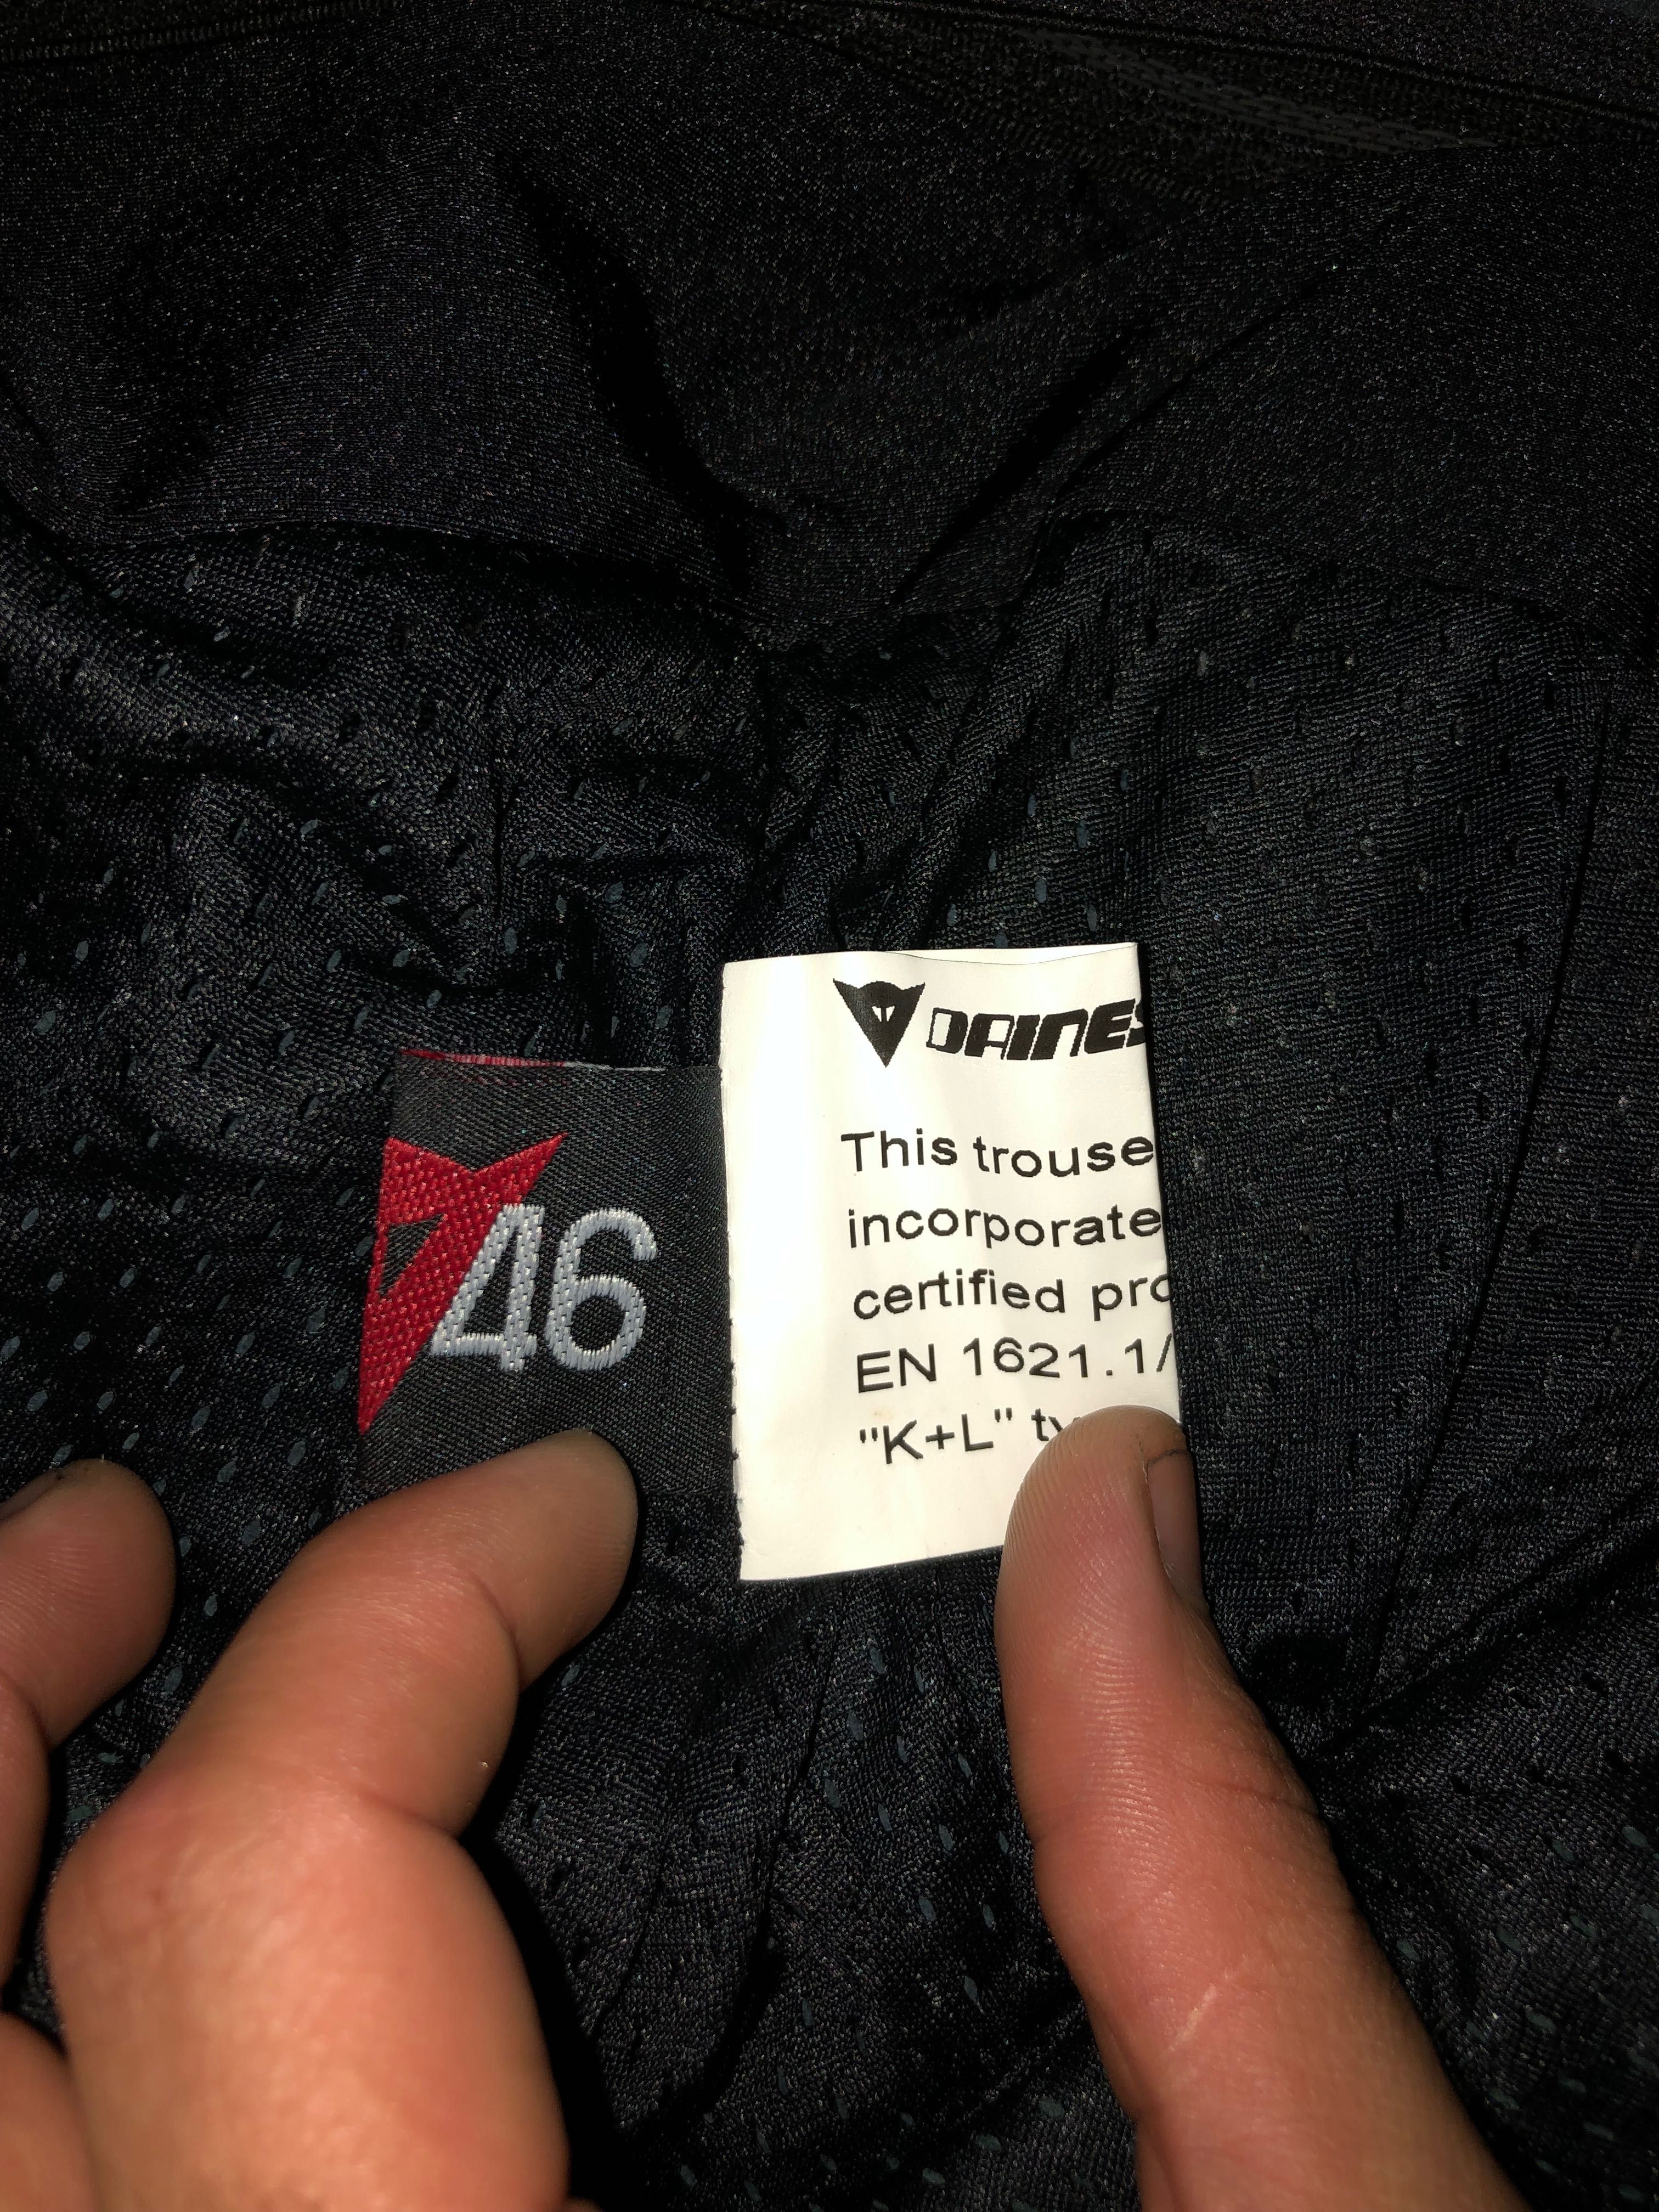 46
DAINES
This trouse
incorporate
certified pro
EN 1621.1/
"K+L" ty